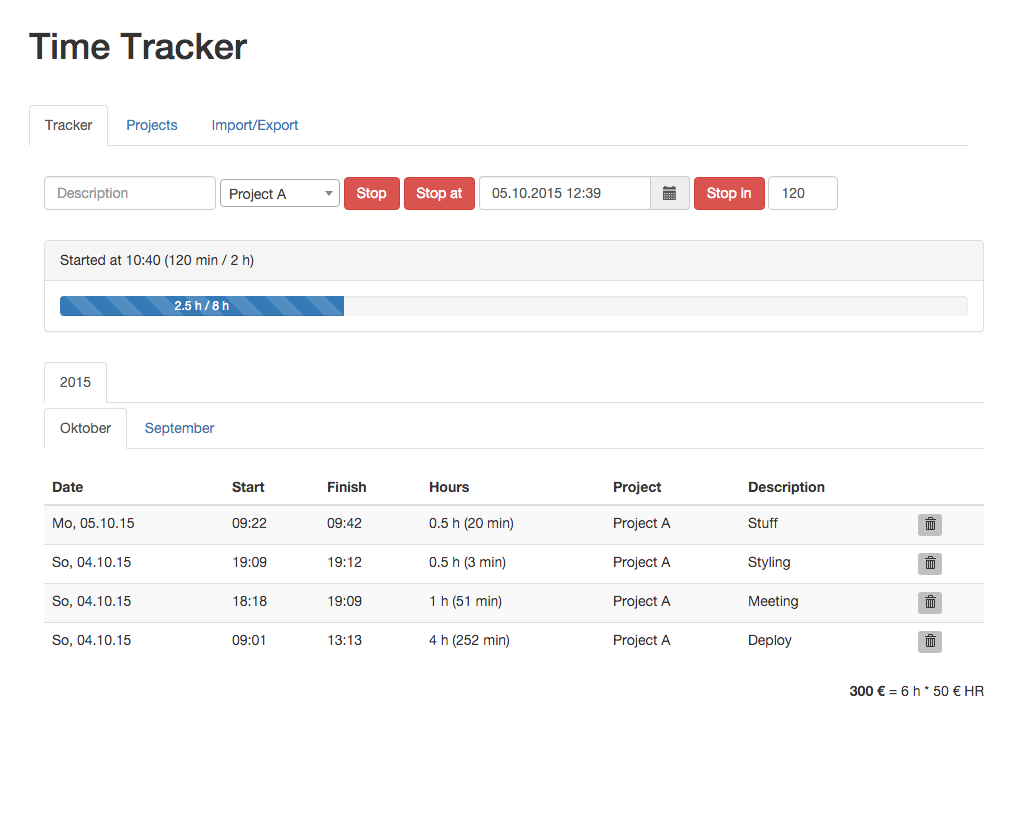 Time Tracker
Tracker Projects Import/Export
Description Project A Stop Stop at 05.10.2015 12:39 Stop in 120
Started at 10:40 (120 min / 2 h)
2.5 h / 8 h
2015
Oktober September
Date Start Finish Hours Project Description
Mo, 05.10.15 09:22 09:42 0.5 h (20 min) Project A Stuff
So, 04.10.15 19:09 19:12 0.5 h (3 min) Project A Styling
So, 04.10.15 18:18 19:09 1 h (51 min) Project A Meeting
So, 04.10.15 09:01 13:13 4 h (252 min) Project A Deploy
300 € = 6 h * 50 € HR